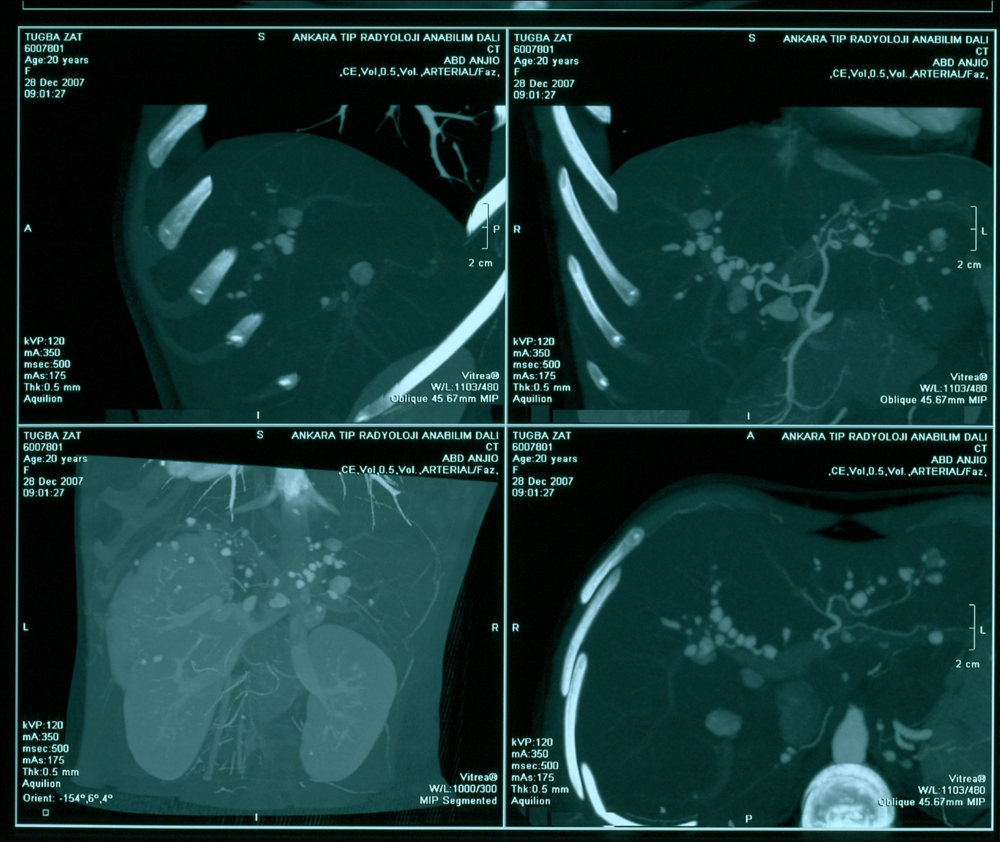 TUGBA ZAT
6007801
Age:20 years
F
28 Dec 2007
09:01:27
S
ANKARA TIP RADYOLOJI ANABILIM DALI
CT
ABD ANJIO
,CE,Vol,0.5,Vol.,ARTERIAL/Faz,
A
P
2 cm
kVP:120
mA:350
msec:500
mAs:175
Thk:0.5 mm
Aquilion
I
Vitrea®
W/L:1103/480
Oblique 45.67mm MIP
TUGBA ZAT
6007801
Age:20 years
F
28 Dec 2007
09:01:27
S
ANKARA TIP RADYOLOJI ANABILIM DALI
CT
ABD ANJIO
,CE,Vol,0.5,Vol.,ARTERIAL/Faz,
R
L
2 cm
kVP:120
mA:350
msec:500
mAs:175
Thk:0.5 mm
Aquilion
I
Vitrea®
W/L:1103/480
Oblique 45.67mm MIP
TUGBA ZAT
6007801
Age:20 years
F
28 Dec 2007
09:01:27
S
ANKARA TIP RADYOLOJI ANABILIM DALI
CT
ABD ANJIO
,CE,Vol,0.5,Vol.,ARTERIAL/Faz,
L
R
kVP:120
mA:350
msec:500
mAs:175
Thk:0.5 mm
Aquilion
Orient: -154º,6º,4º
I
Vitrea®
W/L:1000/300
MIP Segmented
TUGBA ZAT
6007801
Age:20 years
F
28 Dec 2007
09:01:27
A
ANKARA TIP RADYOLOJI ANABILIM DALI
CT
ABD ANJIO
,CE,Vol,0.5,Vol.,ARTERIAL/Faz,
R
L
2 cm
kVP:120
mA:350
msec:500
mAs:175
Thk:0.5 mm
Aquilion
P
Vitrea®
W/L:1103/480
Oblique 45.67mm MIP